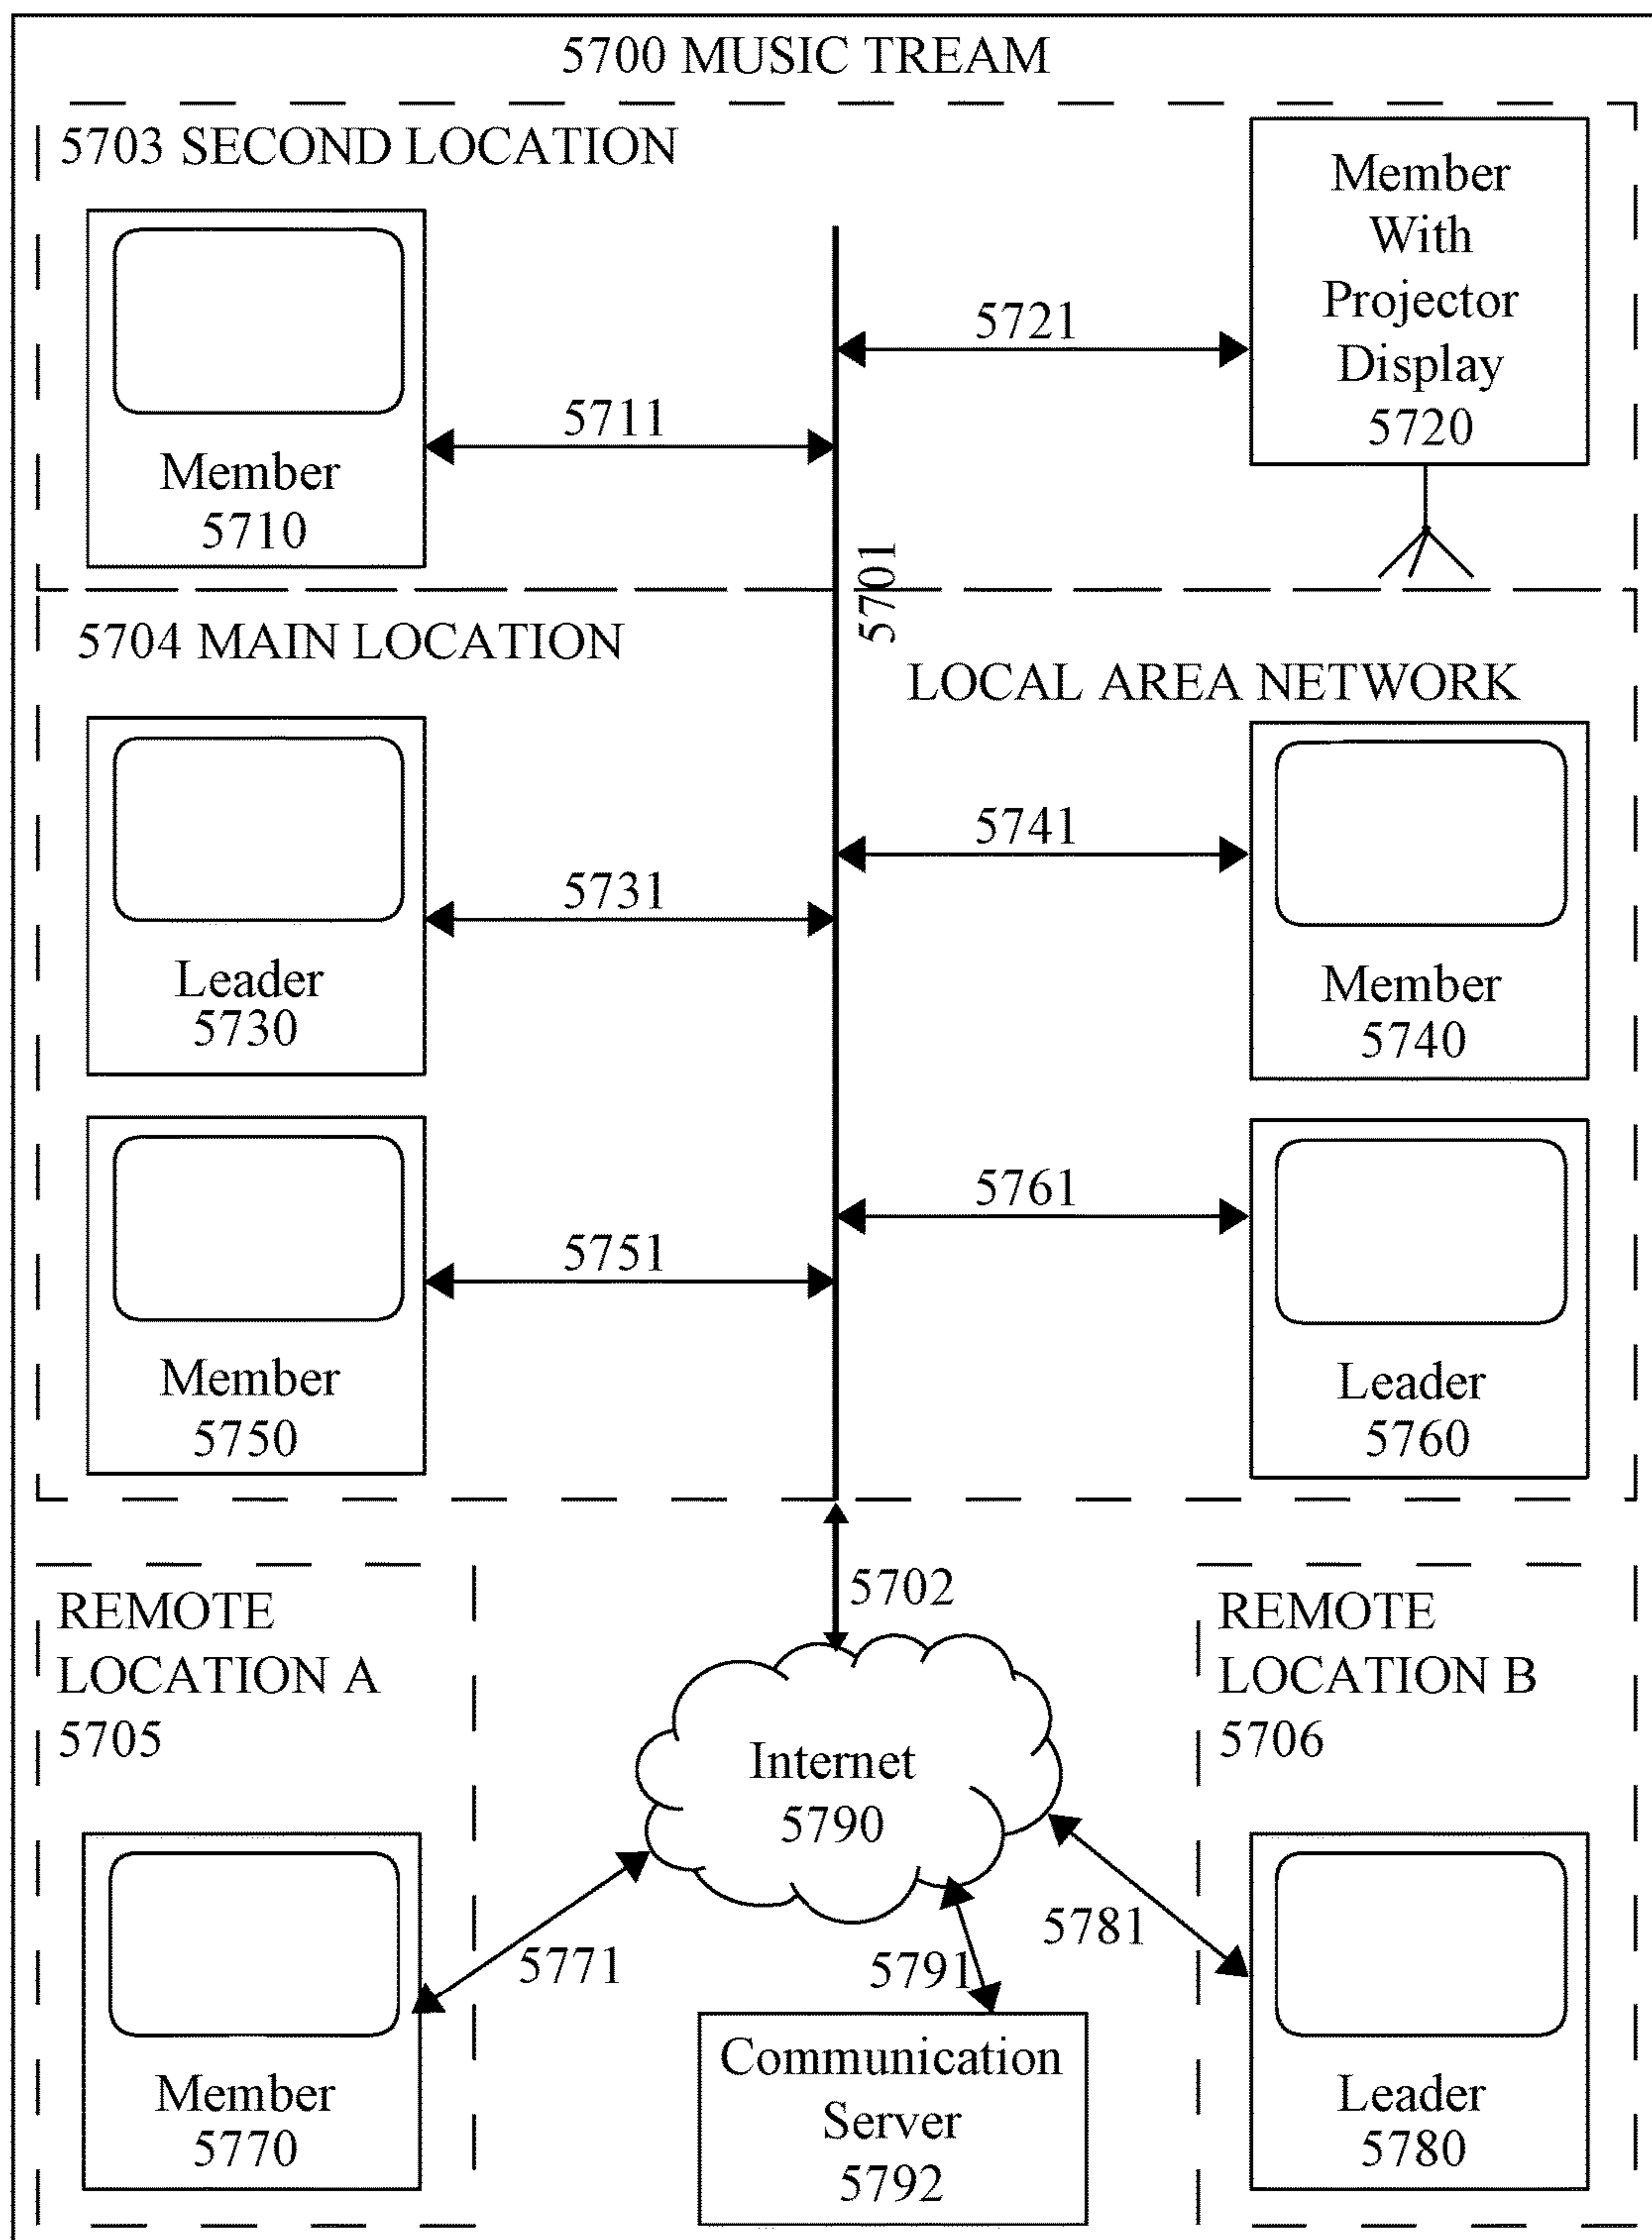 5700 MUSIC TREAM
5703 SECOND LOCATION
Member
With
Projector
Display
5720
5721
5711
Member
5710
5701
5704 MAIN LOCATION
LOCAL AREA NETWORK
5741
5731
Leader
5730
Member
5740
5761
5751
Member
5750
Leader
5760
5702
REMOTE
LOCATION A
5705
REMOTE
LOCATION B
5706
Internet
5790
5771
5791
5781
Member
5770
Communication
Server
5792
Leader
5780